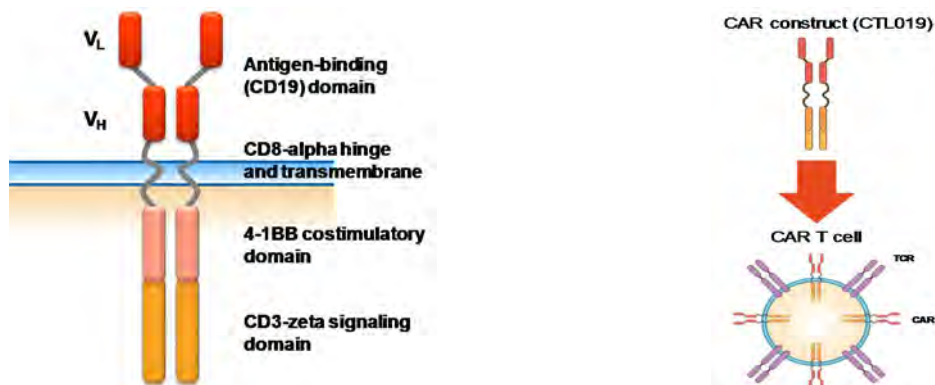 VL
Antigen-binding
(CD19) domain
VH
CD8-alpha hinge
and transmembrane
4-1BB costimulatory
domain
CD3-zeta signaling
domain
CAR construct (CTL019)
CAR T cell
TCR
CAR